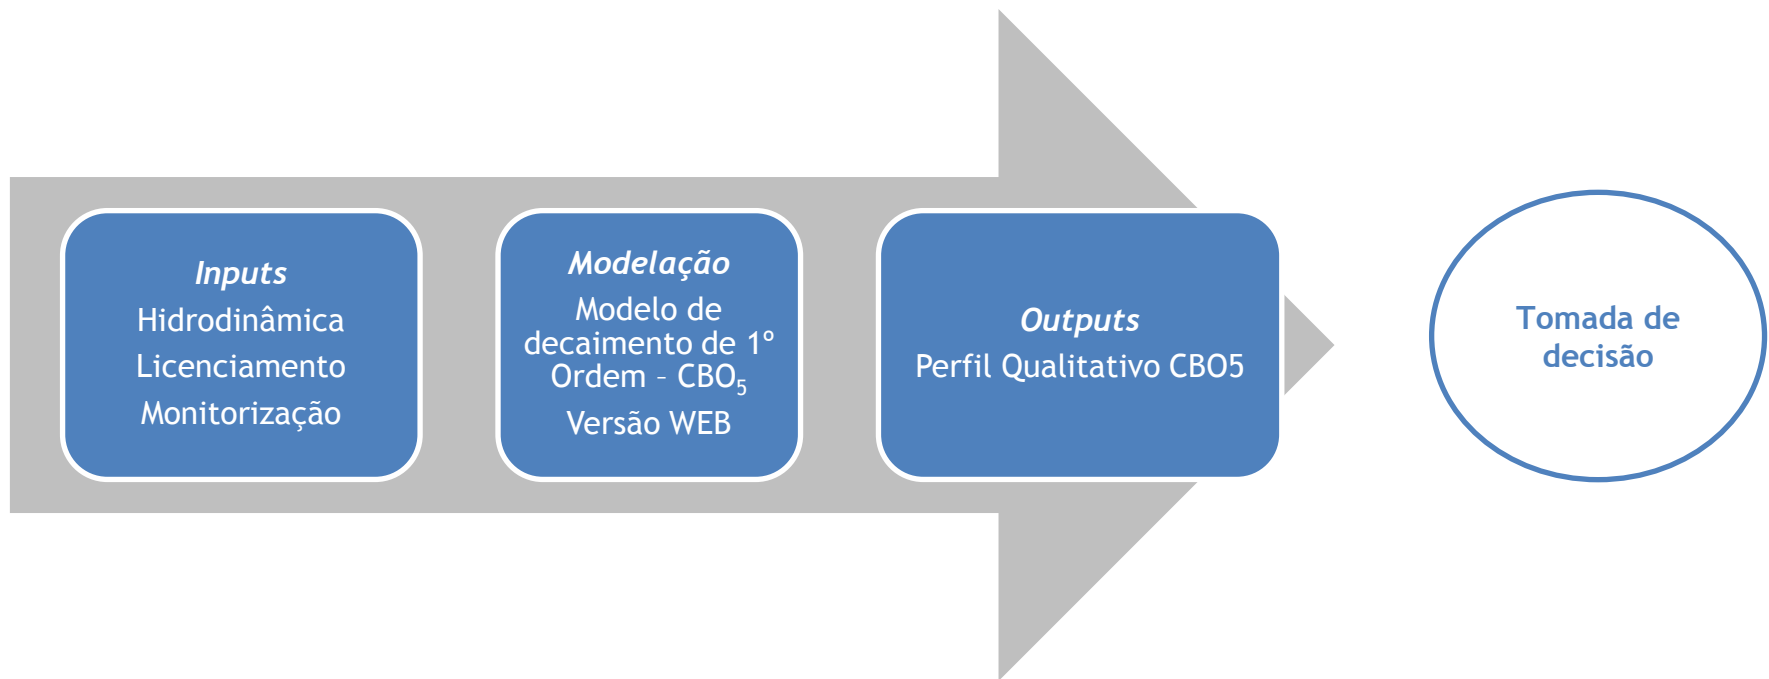 Inputs
Hidrodinâmica
Licenciamento
Monitorização
Modelação
Modelo de
decaimento de 1º
Ordem – CBO₅
Versão WEB
Outputs
Perfil Qualitativo CBO5
Tomada de
decisão